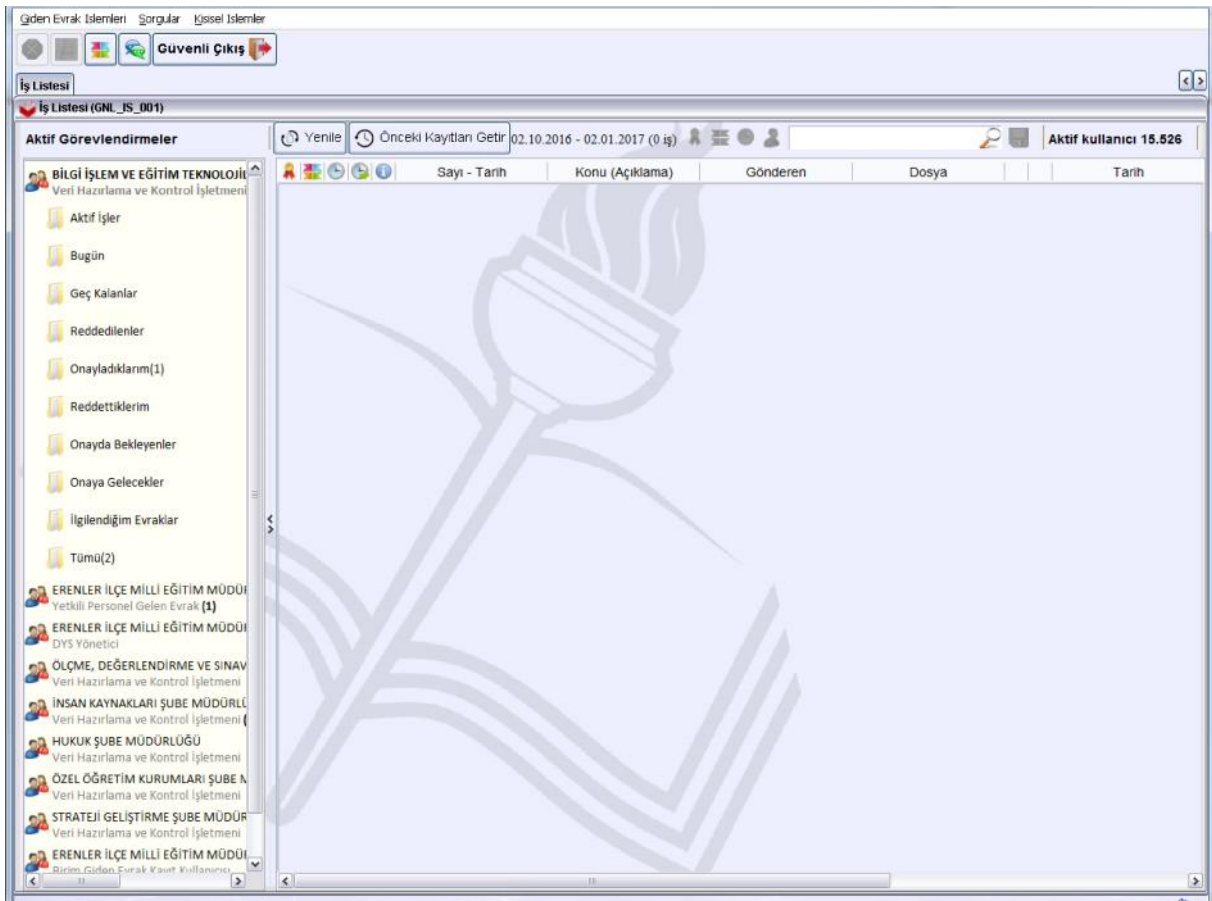 Giden Evrak Islemleri Sorgular Kisisel Islemler
Güvenli Çıkış
İş Listesi
İş Listesi (GNL_IS_001)
Aktif Görevlendirmeler
Yenile Önceki Kayıtları Getir 02.10.2016 - 02.01.2017 (0 iş) Aktif kullanıcı 15.526
Sayı - Tarih Konu (Açıklama) Gönderen Dosya Tarih
BİLGİ İŞLEM VE EĞİTİM
Veri Hazırlama ve Kontrol İşletmeni
Aktif İşler
Bugün
Geç Kalanlar
Reddedilenler
Onayladıklarım(1)
Reddettiklerim
Onayda Bekleyenler
Onaya Gelecekler
İlgilendiğim Evraklar
Tümü(2)
ERENLER İLÇE MİLLİ EĞİTİM
Yetkili Personel Gelen Evrak (1)
ERENLER İLÇE MİLLİ EĞİTİM
DYS Yönetici
ÖLÇME, DEĞERLENDİRME VE SINAV
Veri Hazırlama ve Kontrol İşletmeni
İNSAN KAYNAKLARI ŞUBE
Veri Hazırlama ve Kontrol İşletmeni (
HUKUK ŞUBE MÜDÜRLÜĞÜ
Veri Hazırlama ve Kontrol İşletmeni
ÖZEL ÖĞRETİM KURUMLARI ŞUBE
Veri Hazırlama ve Kontrol İşletmeni
STRATEJİ GELİŞTİRME ŞUBE
Veri Hazırlama ve Kontrol İşletmeni
ERENLER İLÇE MİLLİ EĞİTİM
Birim Giden Evrak Kayıt Kullanıcısı